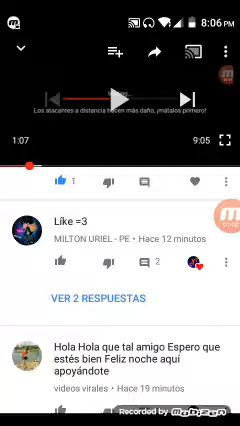 8:06 PM
Los atacantes a distancia hacen más daño, ¡mátalos primero!
1:07
9:05
1
Líke =3
MILTON URIEL - PE • Hace 12 minutos
2
VER 2 RESPUESTAS
Hola Hola que tal amigo Espero que
estés bien Feliz noche aquí
apoyándote
videos virales • Hace 19 minutos
Recorded by MOBIZEN